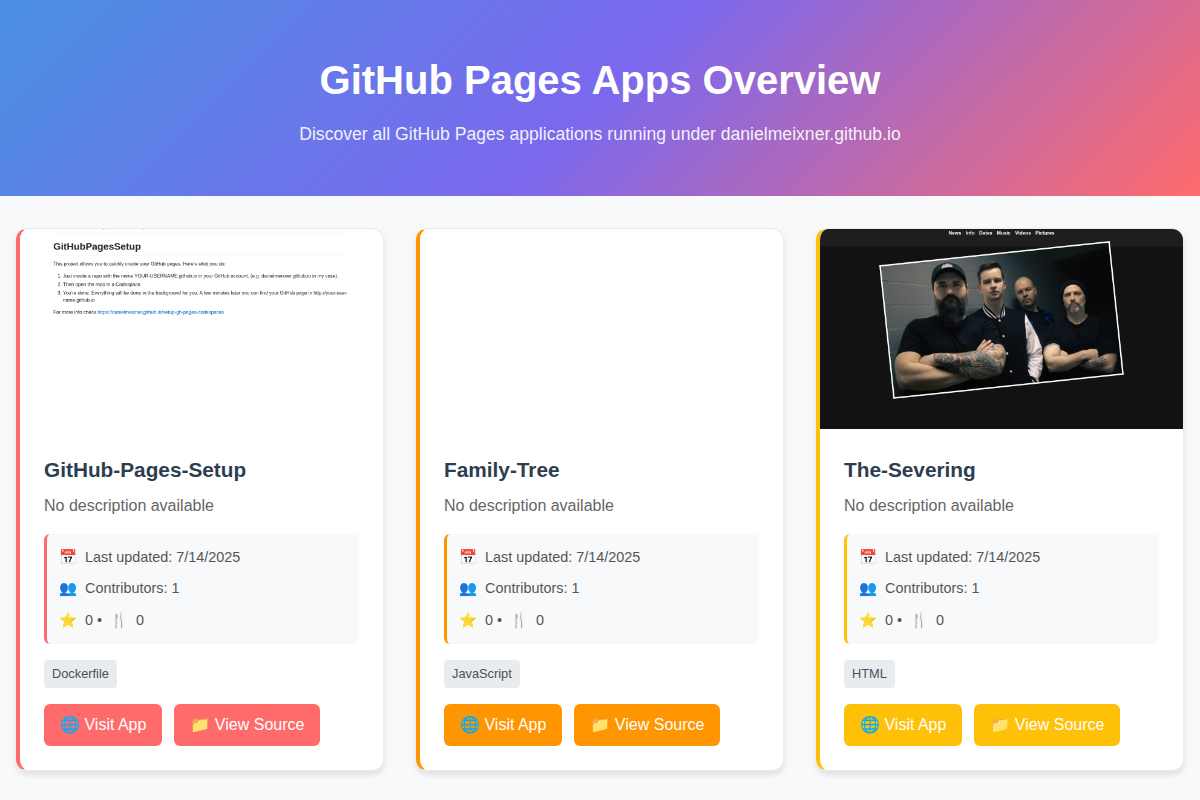 GitHub Pages Apps Overview
Discover all GitHub Pages applications running under danielmeixner.github.io
GitHubPagesSetup
This project allows you to quickly create your GitHub pages. Here's what you do:
1. Just create a repo with the name YOUR-USERNAME.github.io in your GitHub account. (e.g. danielmeixner.github.io in my case).
2. Then open the repo in a Codespace.
3. You're done. Everything will be done in the background for you. A few minutes later you can find your GitHub page in http://your-user-
name.github.io
For more info check https://danielmeixner.github.io/setup-gh-pages-codespaces
GitHub-Pages-Setup
No description available
Last updated: 7/14/2025
Contributors: 1
0 • 0
Dockerfile
Visit App View Source
Family-Tree
No description available
Last updated: 7/14/2025
Contributors: 1
0 • 0
JavaScript
Visit App View Source
News Info Dates Music Videos Pictures
The-Severing
No description available
Last updated: 7/14/2025
Contributors: 1
0 • 0
HTML
Visit App View Source